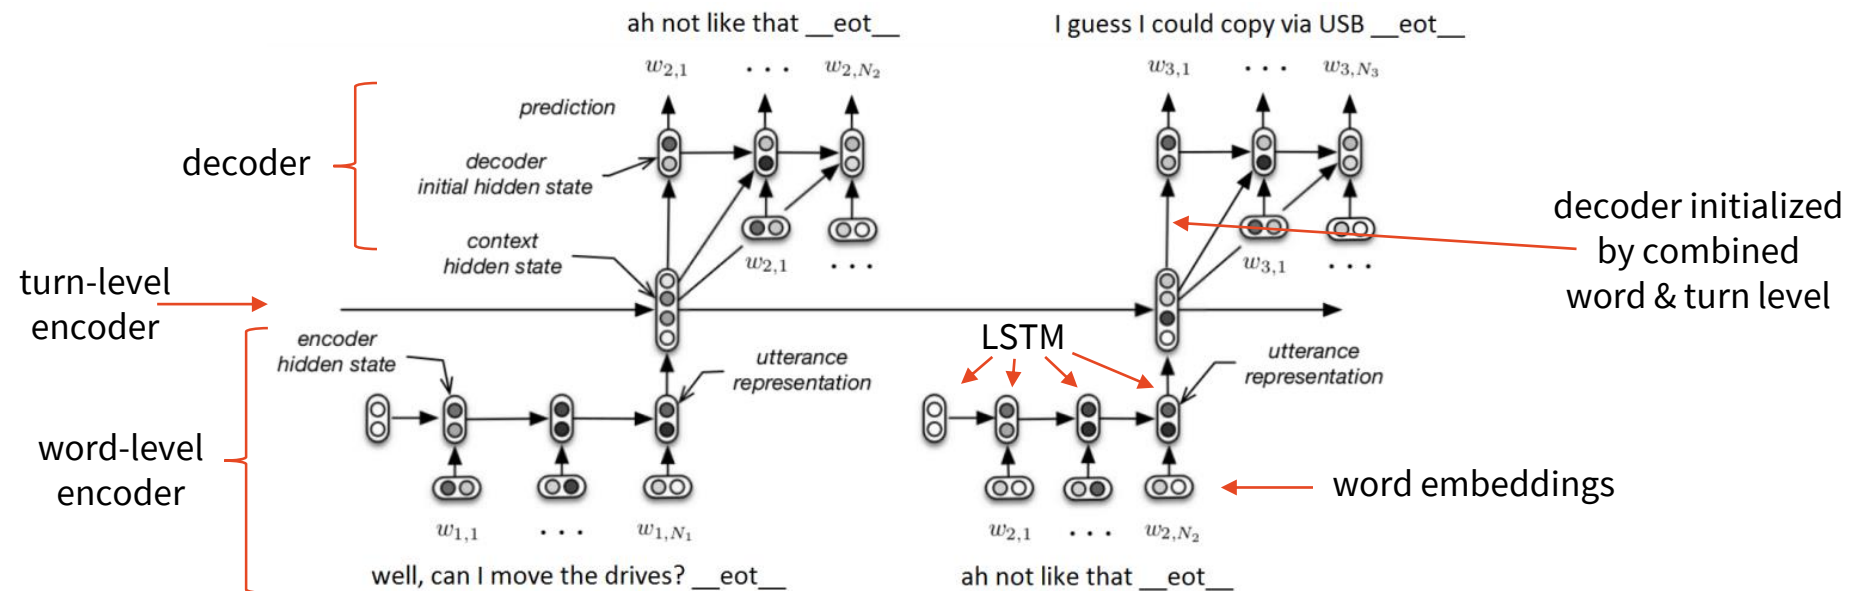 ah not like that __eot__
I guess I could copy via USB __eot__
w2,1 · · · w2,N2
w3,1 · · · w3,N3
prediction
decoder
decoder
initial hidden state
decoder initialized
by combined
word & turn level
context
hidden state
w2,1 · · ·
w3,1 · · ·
turn-level
encoder
encoder
hidden state
LSTM
utterance
representation
utterance
representation
word-level
encoder
word embeddings
w1,1 · · · w1,N1
w2,1 · · · w2,N2
well, can I move the drives? __eot__
ah not like that __eot__